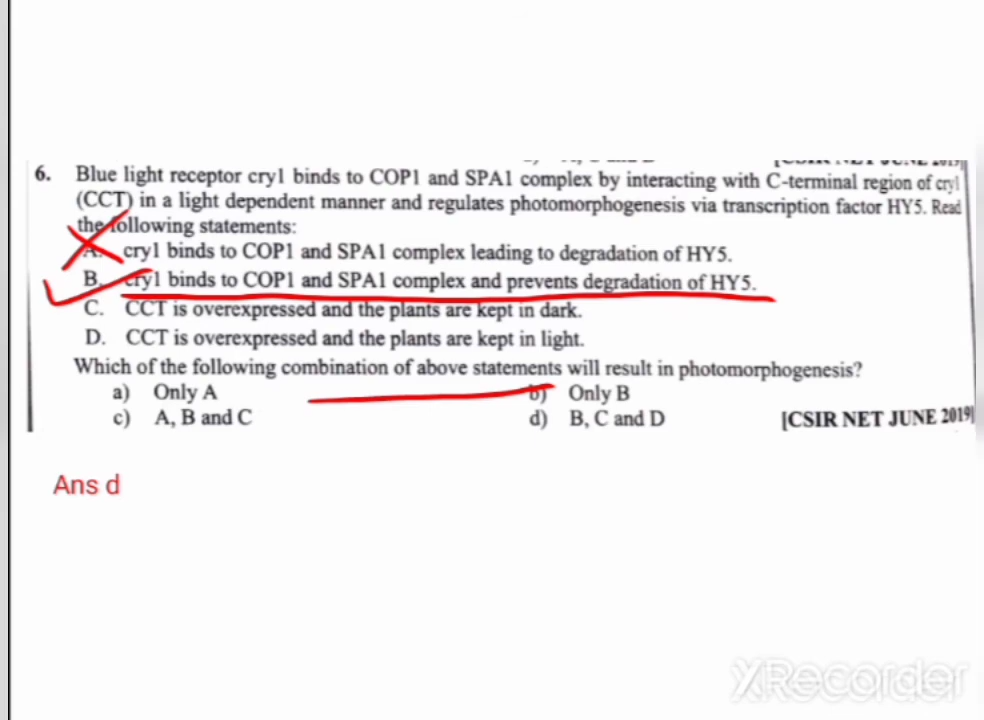 6. Blue light receptor cry1 binds to COP1 and SPA1 complex by interacting with C-terminal region of cry1
(CCT) in a light dependent manner and regulates photomorphogenesis via transcription factor HY5. Read
the following statements:
A. cry1 binds to COP1 and SPA1 complex leading to degradation of HY5.
B. cry1 binds to COP1 and SPA1 complex and prevents degradation of HY5.
C. CCT is overexpressed and the plants are kept in dark.
D. CCT is overexpressed and the plants are kept in light.
Which of the following combination of above statements will result in photomorphogenesis?
a) Only A b) Only B
c) A, B and C d) B, C and D [CSIR NET JUNE 2019]
Ans d
XRecorder